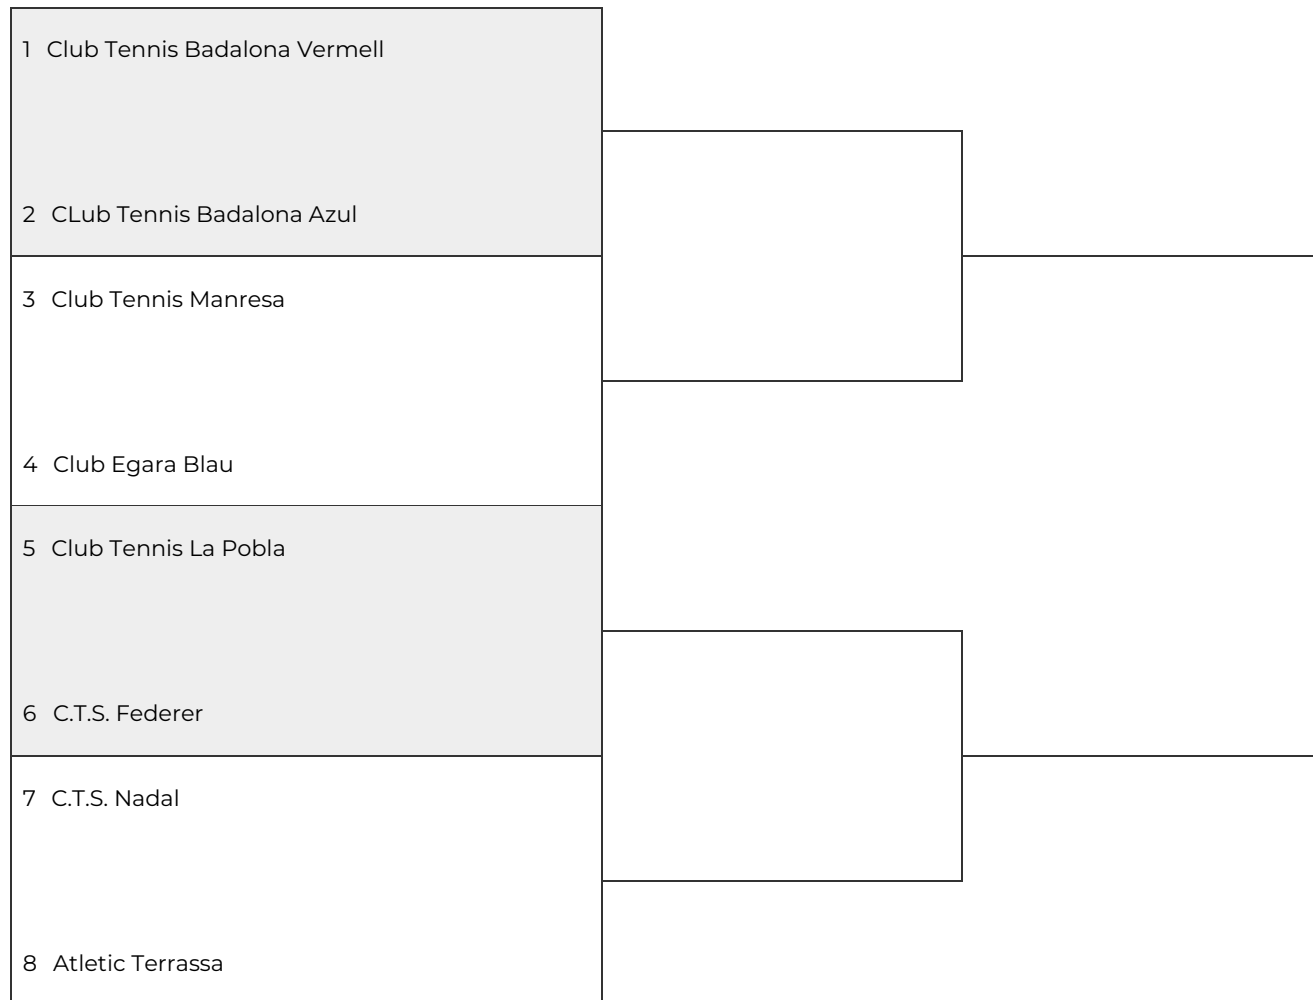 1 Club Tennis Badalona Vermell
2 CLub Tennis Badalona Azul
3 Club Tennis Manresa
4 Club Egara Blau
5 Club Tennis La Pobla
6 C.T.S. Federer
7 C.T.S. Nadal
8 Atletic Terrassa